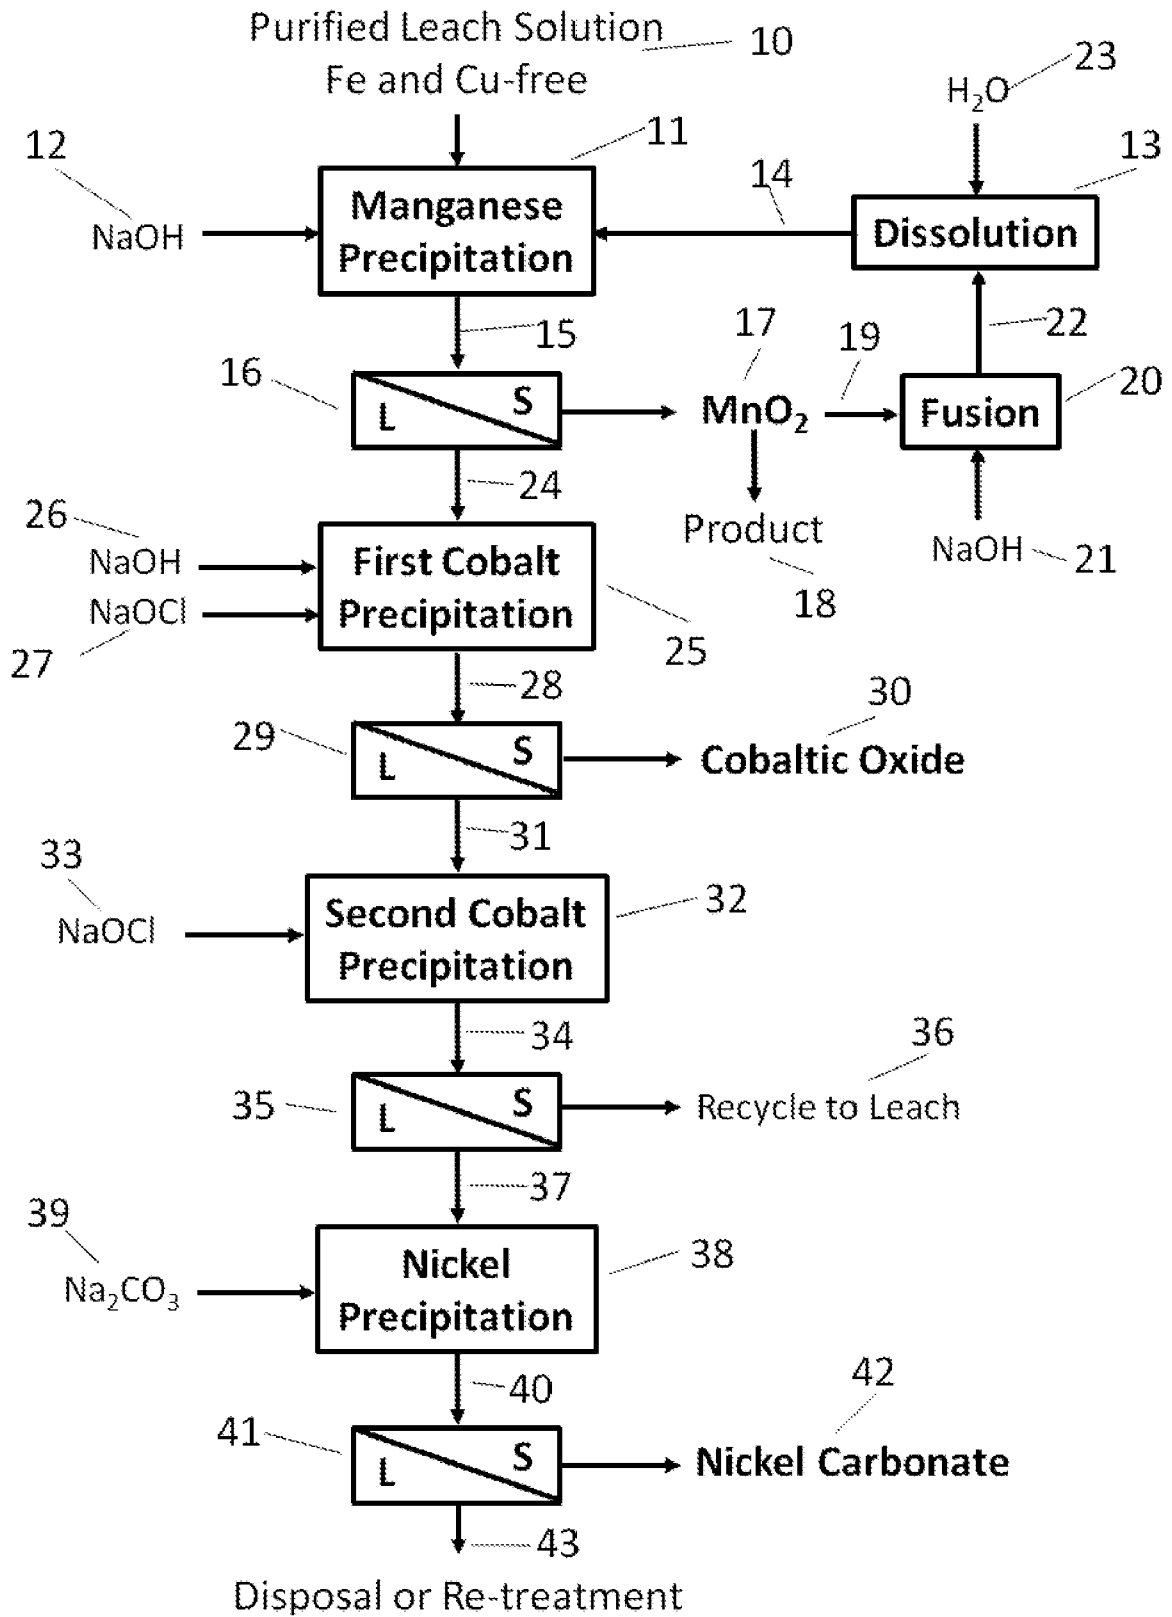 Purified Leach Solution
Fe and Cu-free
10
23
H₂O
12
11
14
13
NaOH
Manganese
Precipitation
Dissolution
15
17
19
22
16
L
S
MnO₂
Fusion
20
24
Product
18
NaOH
21
26
NaOH
NaOCl
27
First Cobalt
Precipitation
25
28
30
29
L
S
Cobaltic Oxide
31
33
NaOCl
Second Cobalt
Precipitation
32
34
36
35
L
S
Recycle to Leach
37
39
Na₂CO₃
Nickel
Precipitation
38
40
42
41
L
S
Nickel Carbonate
43
Disposal or Re-treatment